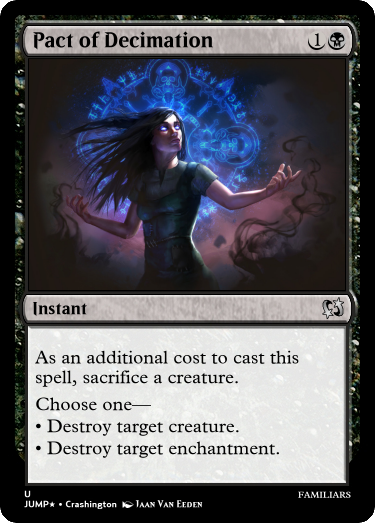 Pact of Decimation 1
Instant
As an additional cost to cast this
spell, sacrifice a creature.
Choose one—
• Destroy target creature.
• Destroy target enchantment.
U
JUMP★ • Crashington Jaan Van Eeden
FAMILIARS